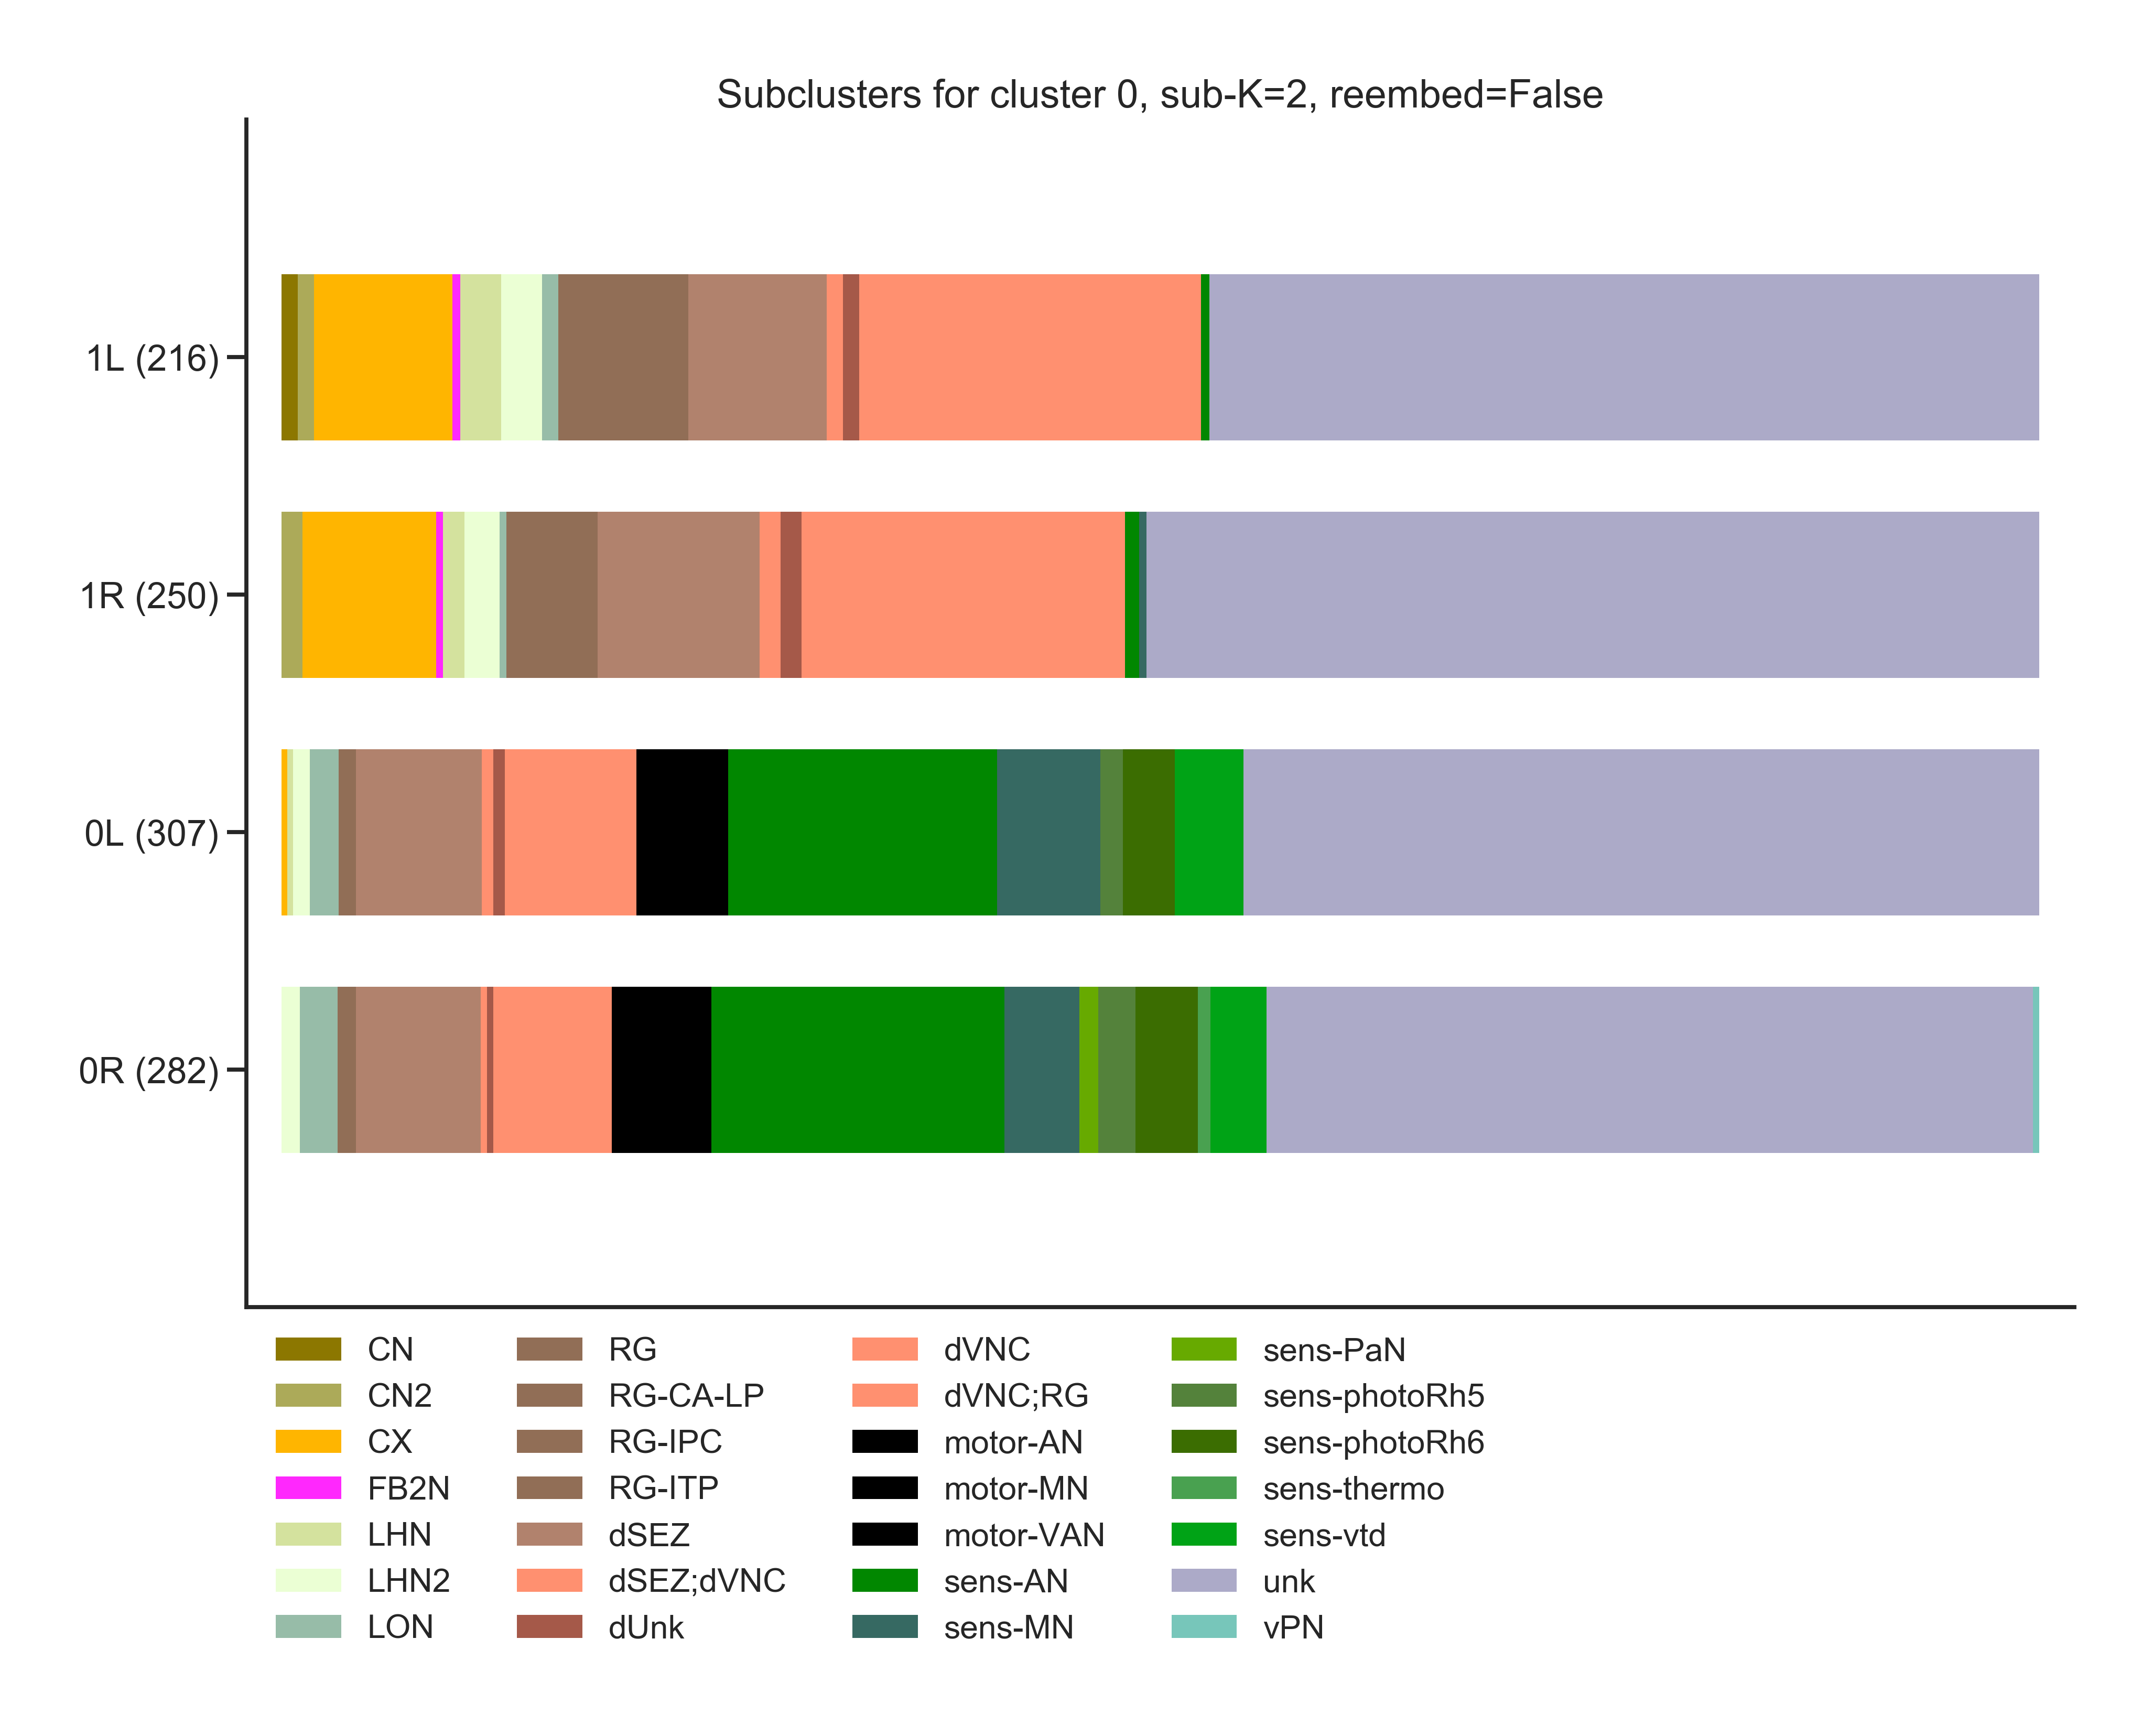 Subclusters for cluster 0, sub-K=2, reembed=False
1L (216)
1R (250)
0L (307)
0R (282)
CN
CN2
CX
FB2N
LHN
LHN2
LON
RG
RG-CA-LP
RG-IPC
RG-ITP
dSEZ
dSEZ;dVNC
dUnk
dVNC
dVNC;RG
motor-AN
motor-MN
motor-VAN
sens-AN
sens-MN
sens-PaN
sens-photoRh5
sens-photoRh6
sens-thermo
sens-vtd
unk
vPN